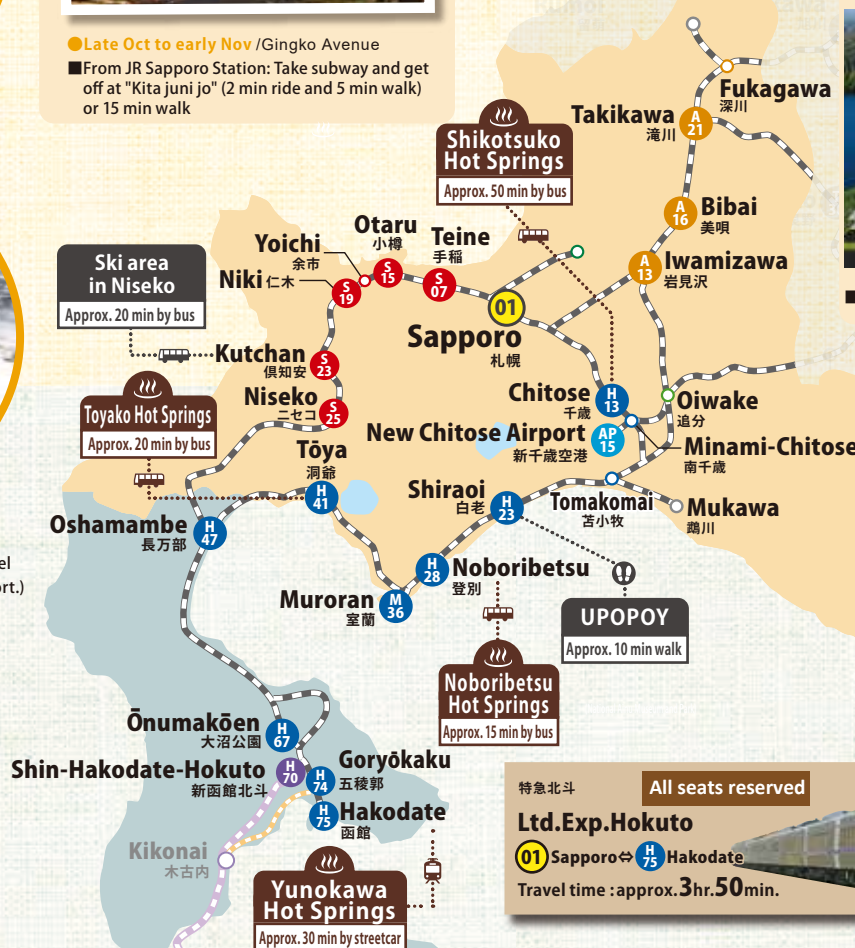 ●Late Oct to early Nov /Gingko Avenue
■From JR Sapporo Station: Take subway and get
off at "Kita juni jo" (2 min ride and 5 min walk)
or 15 min walk
Fukagawa
深川
Takikawa
滝川
A
21
Shikotsuko
Hot Springs
Approx. 50 min by bus
Bibai
美唄
A
16
Otaru
小樽
S
15
Teine
手稲
S
07
Yoichi
余市
Niki 仁木
S
19
Iwamizawa
岩見沢
A
13
Ski area
in Niseko
Approx. 20 min by bus
01
Sapporo
札幌
Kutchan
倶知安
S
23
Niseko
ニセコ
S
25
Chitose
千歳
H
13
Oiwake
追分
Toyako Hot Springs
Approx. 20 min by bus
New Chitose Airport
新千歳空港
AP
15
Minami-Chitose
南千歳
Tōya
洞爺
H
41
Shiraoi
白老
H
23
Tomakomai
苫小牧
Mukawa
鵡川
Oshamambe
長万部
H
47
el
ort.)
Noboribetsu
登別
H
28
Muroran
室蘭
M
36
UPOPOY
Approx. 10 min walk
Noboribetsu
Hot Springs
Approx. 15 min by bus
Ōnumakōen
大沼公園
H
67
Shin-Hakodate-Hokuto
新函館北斗
H
70
Goryōkaku
五稜郭
H
74
Hakodate
函館
H
75
Kikonai
木古内
Yunokawa
Hot Springs
Approx. 30 min by streetcar
特急北斗
All seats reserved
Ltd.Exp.Hokuto
01 Sapporo⇔ H 75 Hakodate
Travel time : approx.3hr.50min.